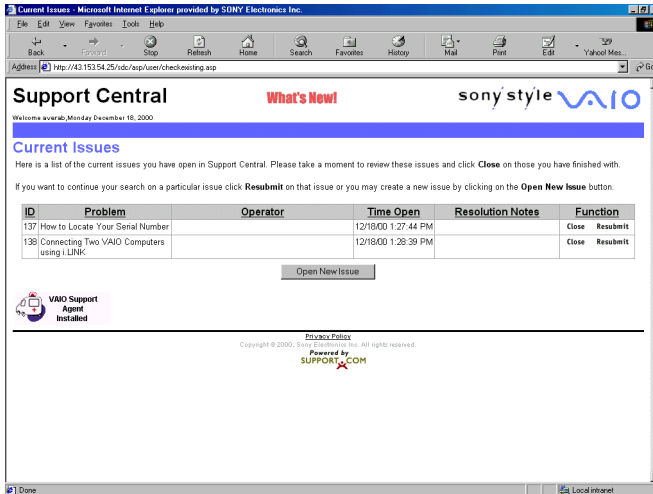 Current Issues - Microsoft Internet Explorer provided by SONY Electronics Inc.
File Edit View Favorites Tools Help
Back Forward Stop Refresh Home Search Favorites History Mail Print Edit Yahoo! Mes...
Address http://43.153.54.25/sdc/asp/user/checkexisting.asp Go
Support Central What's New! sony style VAIO
Welcome averab,Monday December 18, 2000
Current Issues
Here is a list of the current issues you have open in Support Central. Please take a moment to review these issues and click Close on those you have finished with.
If you want to continue your search on a particular issue click Resubmit on that issue or you may create a new issue by clicking on the Open New Issue button.
ID Problem Operator Time Open Resolution Notes Function
137 How to Locate Your Serial Number 12/18/00 1:27:44 PM Close Resubmit
138 Connecting Two VAIO Computers 12/18/00 1:28:39 PM Close Resubmit
using i.LINK
Open New Issue
VAIO Support
Agent
Installed
Privacy Policy
Copyright © 2000, Sony Electronics Inc. All rights reserved.
Powered by
SUPPORT.COM
Done Local intranet